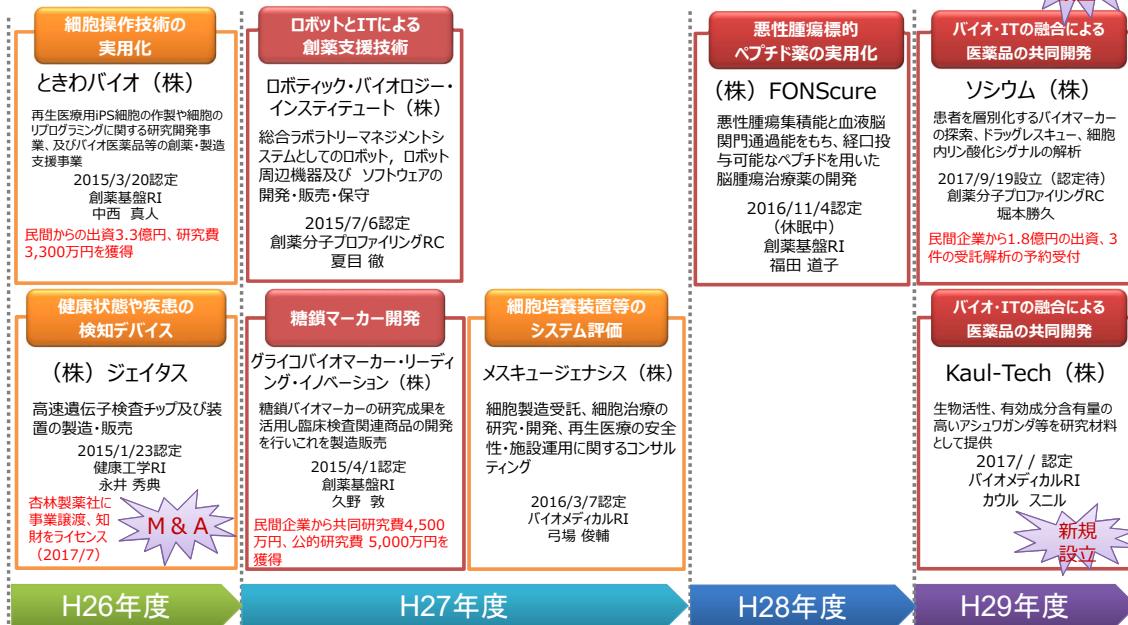 細胞操作技術の
実用化
ときわバイオ（株）
再生医療用iPS細胞の作製や細胞の
リプログラミングに関する研究開発事
業、及びバイオ医薬品等の創薬・製造
支援事業
2015/3/20認定
創薬基盤RI
中西 真人
民間からの出資3.3億円、研究費
3,300万円を獲得
ロボットとITによる
創薬支援技術
ロボティック・バイオロジー・
インスティテュート（株）
総合ラボラトリーマネジメントシ
ステムとしてのロボット，ロボット
周辺機器及び ソフトウェアの
開発・販売・保守
2015/7/6認定
創薬分子プロファイリングRC
夏目 徹
悪性腫瘍標的
ペプチド薬の実用化
（株）FONScure
悪性腫瘍集積能と血液脳
関門通過能をもち、経口投
与可能なペプチドを用いた
脳腫瘍治療薬の開発
2016/11/4認定
（休眠中）
創薬基盤RI
福田 道子
バイオ・ITの融合による
医薬品の共同開発
ソシウム（株）
患者を層別化するバイオマーカー
の探索、ドラッグレスキュー、細胞
内リン酸化シグナルの解析
2017/9/19設立（認定待）
創薬分子プロファイリングRC
堀本勝久
民間企業から1.8億円の出資、3
件の受託解析の予約受付
健康状態や疾患の
検知デバイス
（株）ジェイタス
高速遺伝子検査チップ及び装
置の製造・販売
2015/1/23認定
健康工学RI
永井 秀典
杏林製薬社に
事業譲渡、知
財をライセンス
（2017/7）
M & A
糖鎖マーカー開発
グライコバイオマーカー・リーディ
ング・イノベーション（株）
糖鎖バイオマーカーの研究成果を
活用し臨床検査関連商品の開発
を行いこれを製造販売
2015/4/1認定
創薬基盤RI
久野 敦
民間企業から共同研究費4,500
万円、公的研究費 5,000万円を
獲得
細胞培養装置等の
システム評価
メスキュージェナシス（株）
細胞製造受託、細胞治療の
研究・開発、再生医療の安全
性・施設運用に関するコンサル
ティング
2016/3/7認定
バイオメディカルRI
弓場 俊輔
バイオ・ITの融合による
医薬品の共同開発
Kaul-Tech（株）
生物活性、有効成分含有量の
高いアシュワガンダ等を研究材料
として提供
2017/ / 認定
バイオメディカルRI
カウル スニル
新規
設立
H26年度
H27年度
H28年度
H29年度